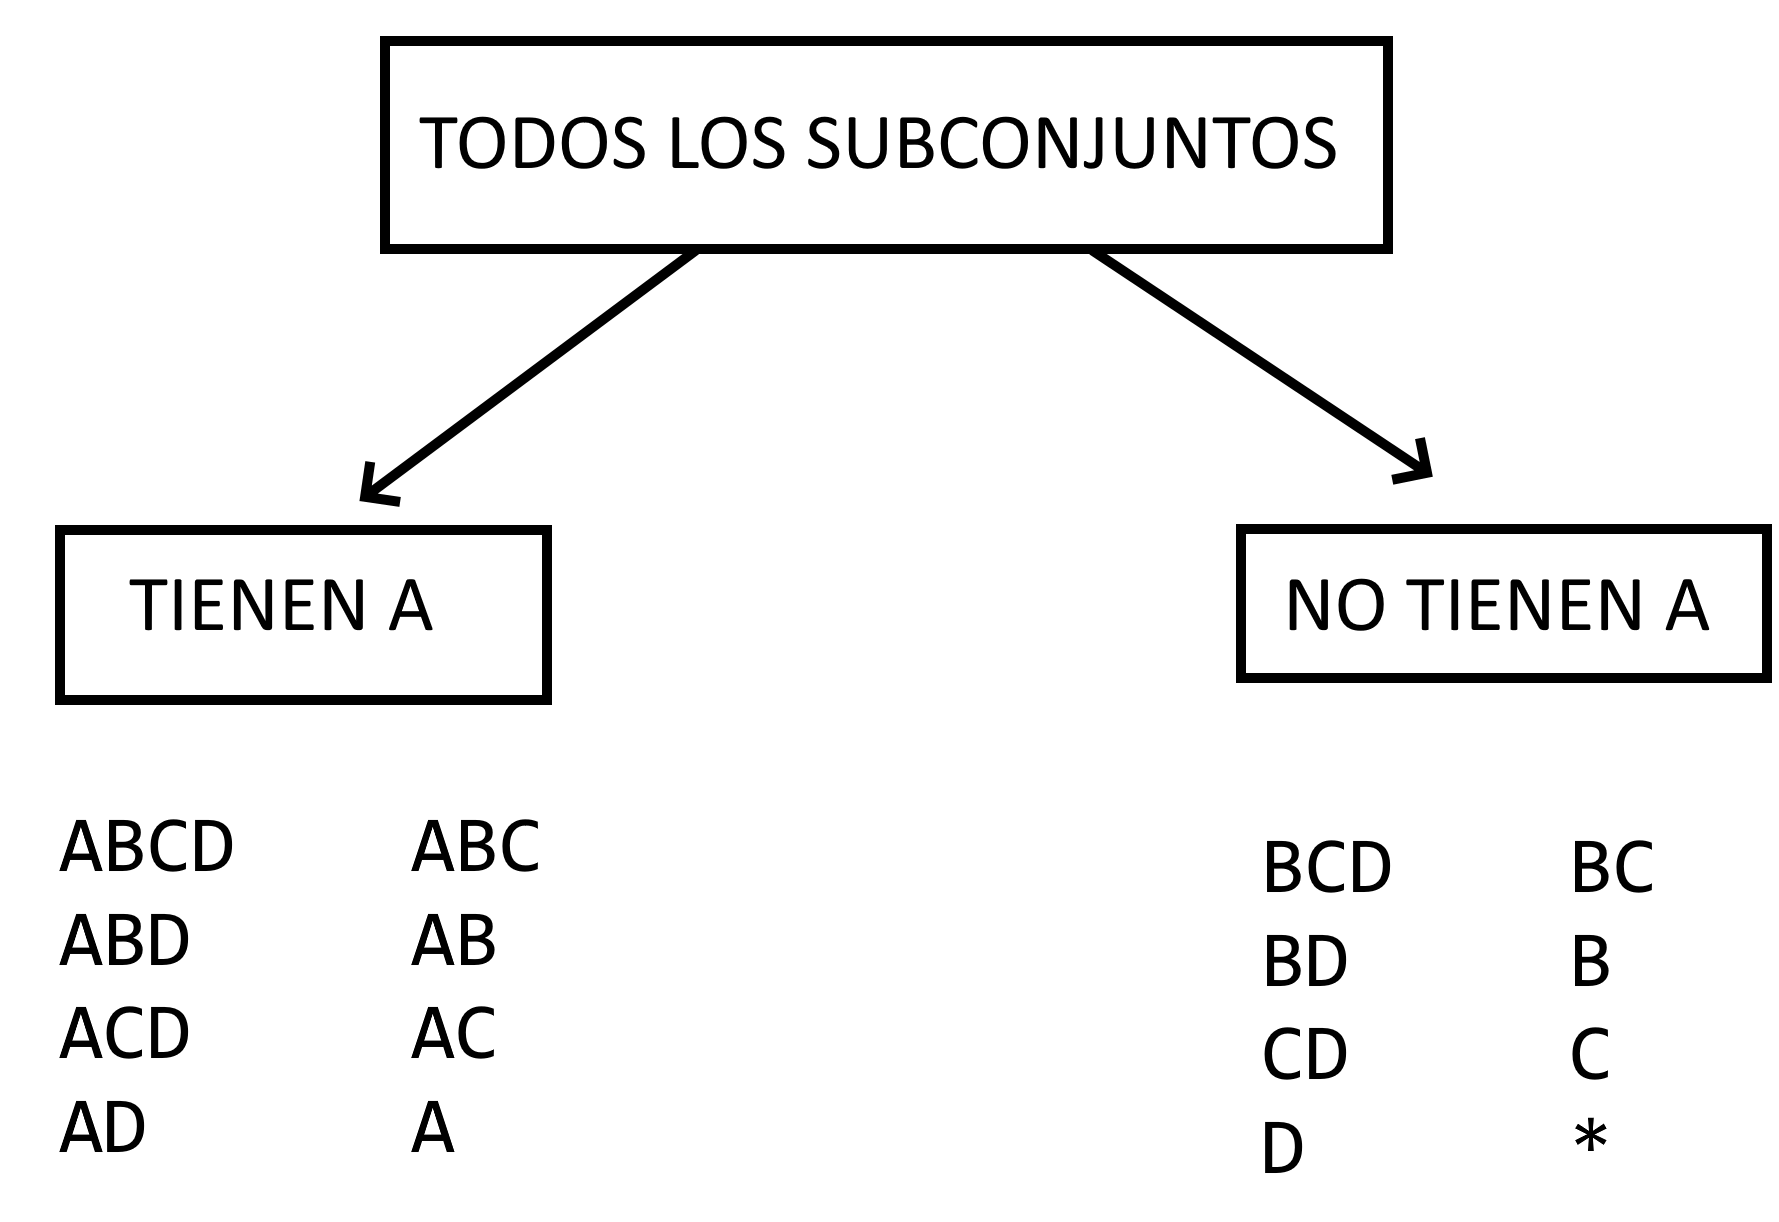 TODOS LOS SUBCONJUNTOS
TIENEN A
NO TIENEN A
ABCD ABC
ABD AB
ACD AC
AD A
BCD BC
BD B
CD C
D *